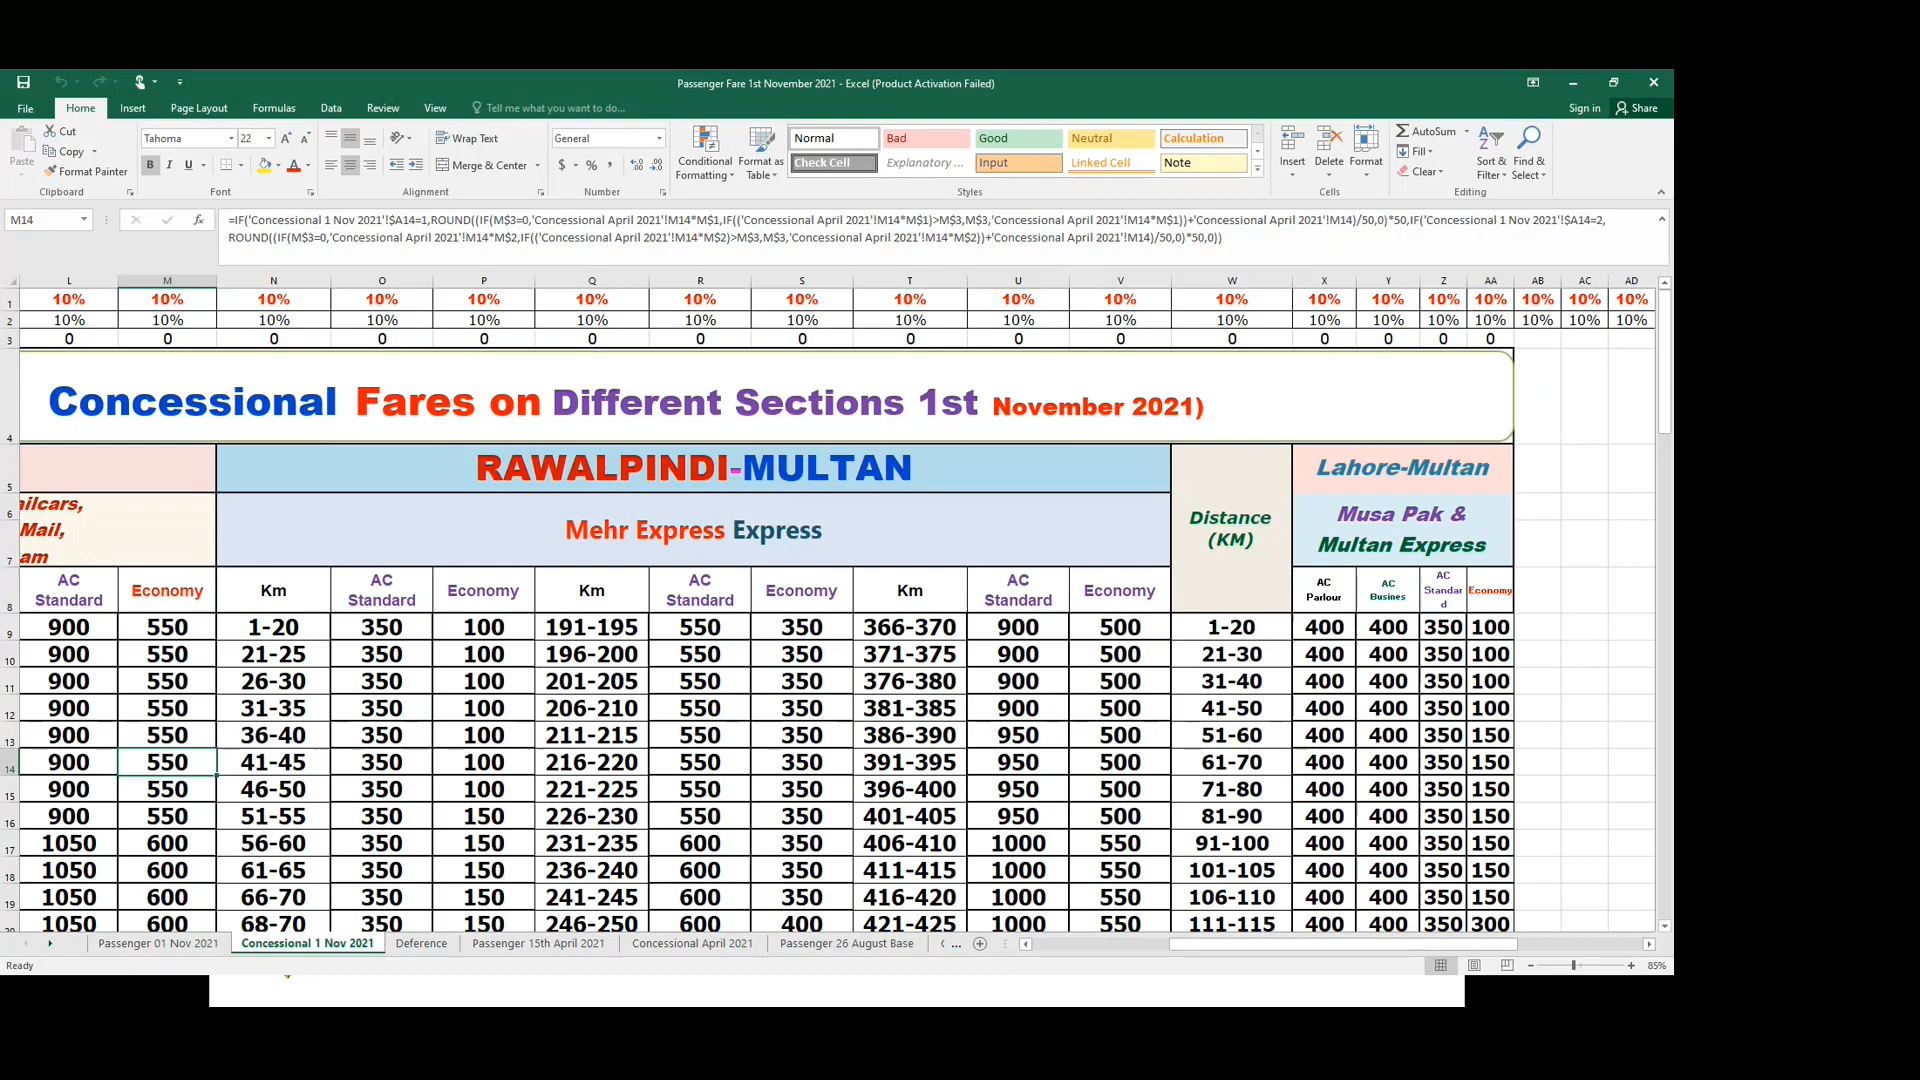 Passenger Fare 1st November 2021 - Excel (Product Activation Failed)
File Home Insert Page Layout Formulas Data Review View Tell me what you want to do... Sign in Share
Paste Cut Copy Format Painter
Tahoma 22 Wrap Text General
B I U Merge & Center $ %
Conditional Formatting Format as Table
Normal Bad Good Neutral Calculation
Check Cell Explanatory ... Input Linked Cell Note
Insert Delete Format
AutoSum Fill Clear Sort & Filter Find & Select
Clipboard Font Alignment Number Styles Cells Editing
M14 fx =IF('Concessional 1 Nov 2021'!$A14=1,ROUND((IF(M$3=0,'Concessional April 2021'!M14*M$1,IF(('Concessional April 2021'!M14*M$1)>M$3,M$3,'Concessional April 2021'!M14*M$1))+'Concessional April 2021'!M14)/50,0)*50,IF('Concessional 1 Nov 2021'!$A14=2,
ROUND((IF(M$3=0,'Concessional April 2021'!M14*M$2,IF(('Concessional April 2021'!M14*M$2)>M$3,M$3,'Concessional April 2021'!M14*M$2))+'Concessional April 2021'!M14)/50,0)*50,0))
L M N O P Q R S T U V W X Y Z AA AB AC AD
1 10% 10% 10% 10% 10% 10% 10% 10% 10% 10% 10% 10% 10% 10% 10% 10% 10% 10% 10%
2 10% 10% 10% 10% 10% 10% 10% 10% 10% 10% 10% 10% 10% 10% 10% 10% 10% 10% 10%
3 0 0 0 0 0 0 0 0 0 0 0 0 0 0 0 0
4 Concessional Fares on Different Sections 1st November 2021)
5 RAWALPINDI-MULTAN Lahore-Multan
6 ilcars,
Mail,
am
Mehr Express Express
Distance
(KM)
Musa Pak &
Multan Express
7
8 AC Standard Economy Km AC Standard Economy Km AC Standard Economy Km AC Standard Economy AC Parlour AC Busines AC Standard Economy
9 900 550 1-20 350 100 191-195 550 350 366-370 900 500 1-20 400 400 350 100
10 900 550 21-25 350 100 196-200 550 350 371-375 900 500 21-30 400 400 350 100
11 900 550 26-30 350 100 201-205 550 350 376-380 900 500 31-40 400 400 350 100
12 900 550 31-35 350 100 206-210 550 350 381-385 900 500 41-50 400 400 350 100
13 900 550 36-40 350 100 211-215 550 350 386-390 950 500 51-60 400 400 350 150
14 900 550 41-45 350 100 216-220 550 350 391-395 950 500 61-70 400 400 350 150
15 900 550 46-50 350 100 221-225 550 350 396-400 950 500 71-80 400 400 350 150
16 900 550 51-55 350 150 226-230 550 350 401-405 950 500 81-90 400 400 350 150
17 1050 600 56-60 350 150 231-235 600 350 406-410 1000 550 91-100 400 400 350 150
18 1050 600 61-65 350 150 236-240 600 350 411-415 1000 550 101-105 400 400 350 150
19 1050 600 66-70 350 150 241-245 600 350 416-420 1000 550 106-110 400 400 350 150
20 1050 600 68-70 350 150 246-250 600 400 421-425 1000 550 111-115 400 400 350 300
Passenger 01 Nov 2021 Concessional 1 Nov 2021 Deference Passenger 15th April 2021 Concessional April 2021 Passenger 26 August Base ...
Ready 85%